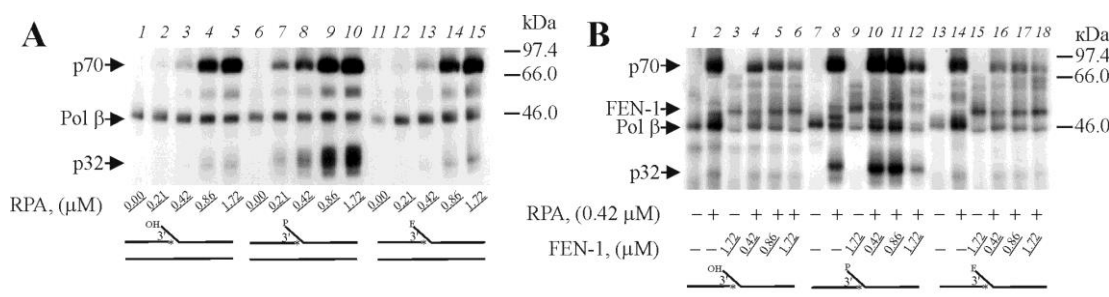 A
1 2 3 4 5 6 7 8 9 10 11 12 13 14 15
kDa
p70
97.4
66.0
Pol β
46.0
p32
RPA, (μM)
0.00 0.21 0.42 0.86 1.72 0.00 0.21 0.42 0.86 1.72 0.00 0.21 0.42 0.86 1.72
OH P F
3' 3' 3'
B
1 2 3 4 5 6 7 8 9 10 11 12 13 14 15 16 17 18
кDa
p70
97.4
66.0
FEN-1
Pol β
46.0
p32
RPA, (0.42 μM) − + − + + + − + − + + + − + − + + +
FEN-1, (μM) − − 1.72 0.42 0.86 1.72 − − 1.72 0.42 0.86 1.72 − − 1.72 0.42 0.86 1.72
OH P F
3' 3' 3'